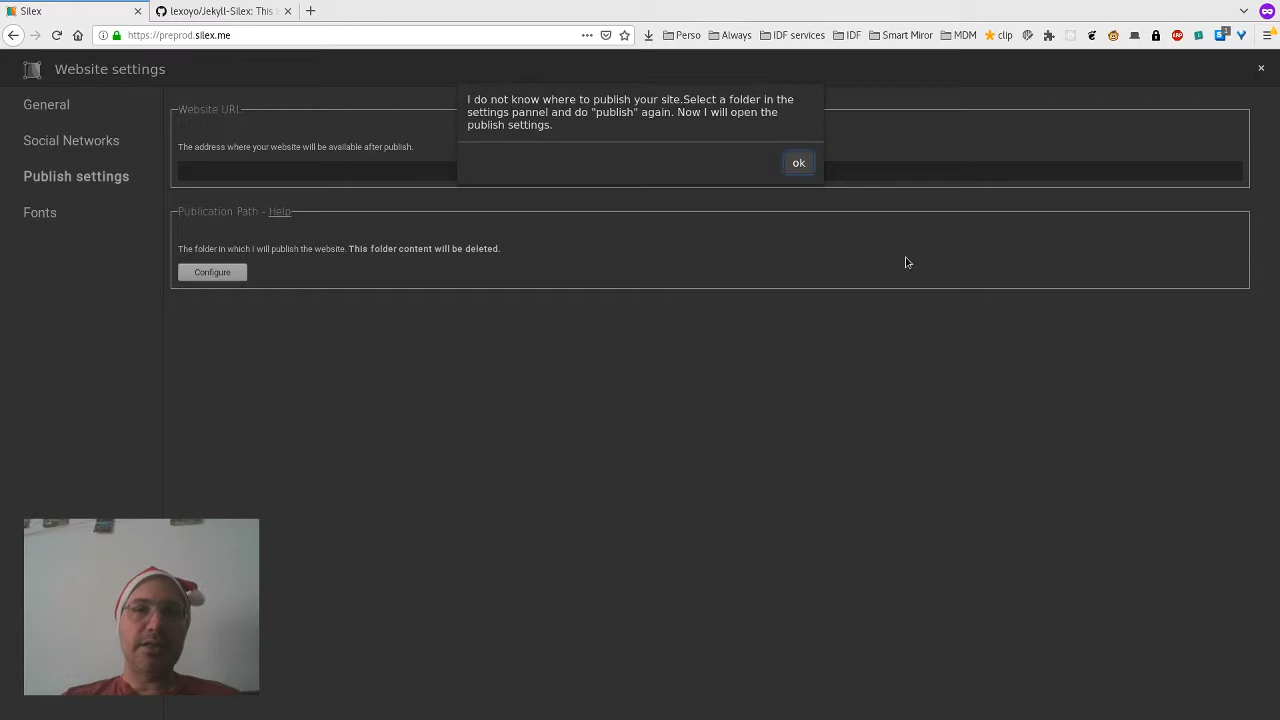 Silex
lexoyo/Jekyll-Silex: This
https://preprod.silex.me
Perso
Always
IDF services
IDF
Smart Miror
MDM
clip
Website settings
General
Social Networks
Publish settings
Fonts
Website URL
The address where your website will be available after publish.
I do not know where to publish your site.Select a folder in the
settings pannel and do "publish" again. Now I will open the
publish settings.
ok
Publication Path - Help
The folder in which I will publish the website. This folder content will be deleted.
Configure